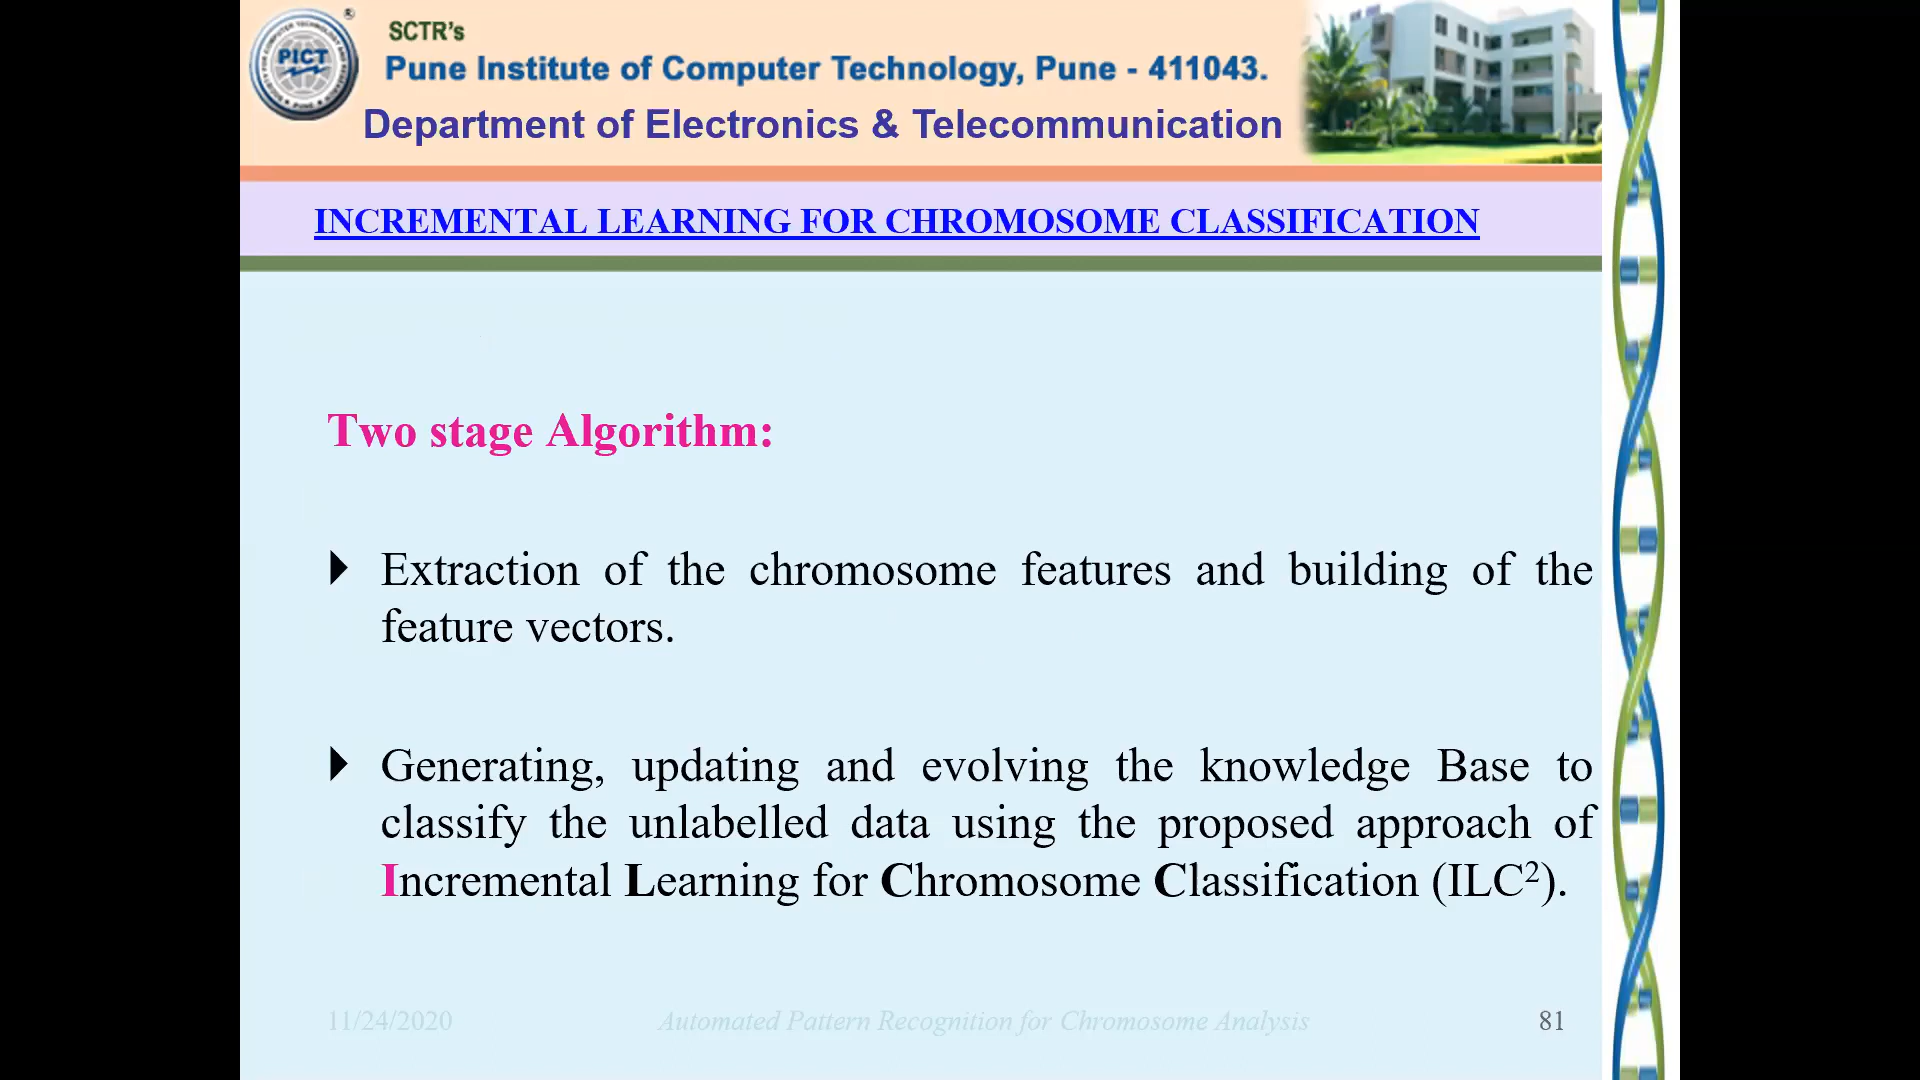 PICT
®
SCTR's
Pune Institute of Computer Technology, Pune - 411043.
Department of Electronics & Telecommunication
INCREMENTAL LEARNING FOR CHROMOSOME CLASSIFICATION
Two stage Algorithm:
Extraction of the chromosome features and building of the
feature vectors.
Generating, updating and evolving the knowledge Base to
classify the unlabelled data using the proposed approach of
Incremental Learning for Chromosome Classification (ILC²).
11/24/2020
Automated Pattern Recognition for Chromosome Analysis
81